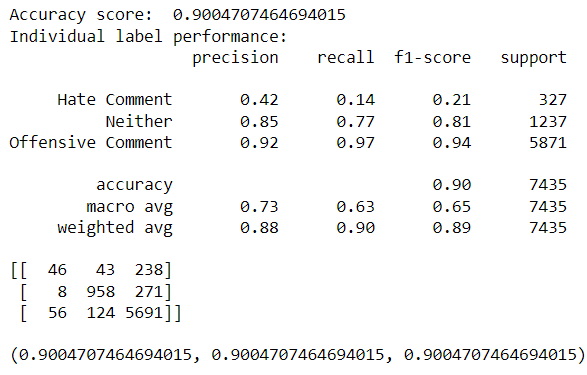 Accuracy score:  0.9004707464694015
Individual label performance:
                   precision    recall  f1-score   support

     Hate Comment       0.42      0.14      0.21       327
          Neither       0.85      0.77      0.81      1237
Offensive Comment       0.92      0.97      0.94      5871

         accuracy                           0.90      7435
        macro avg       0.73      0.63      0.65      7435
     weighted avg       0.88      0.90      0.89      7435

[[  46   43  238]
 [   8  958  271]
 [  56  124 5691]]

(0.9004707464694015, 0.9004707464694015, 0.9004707464694015)